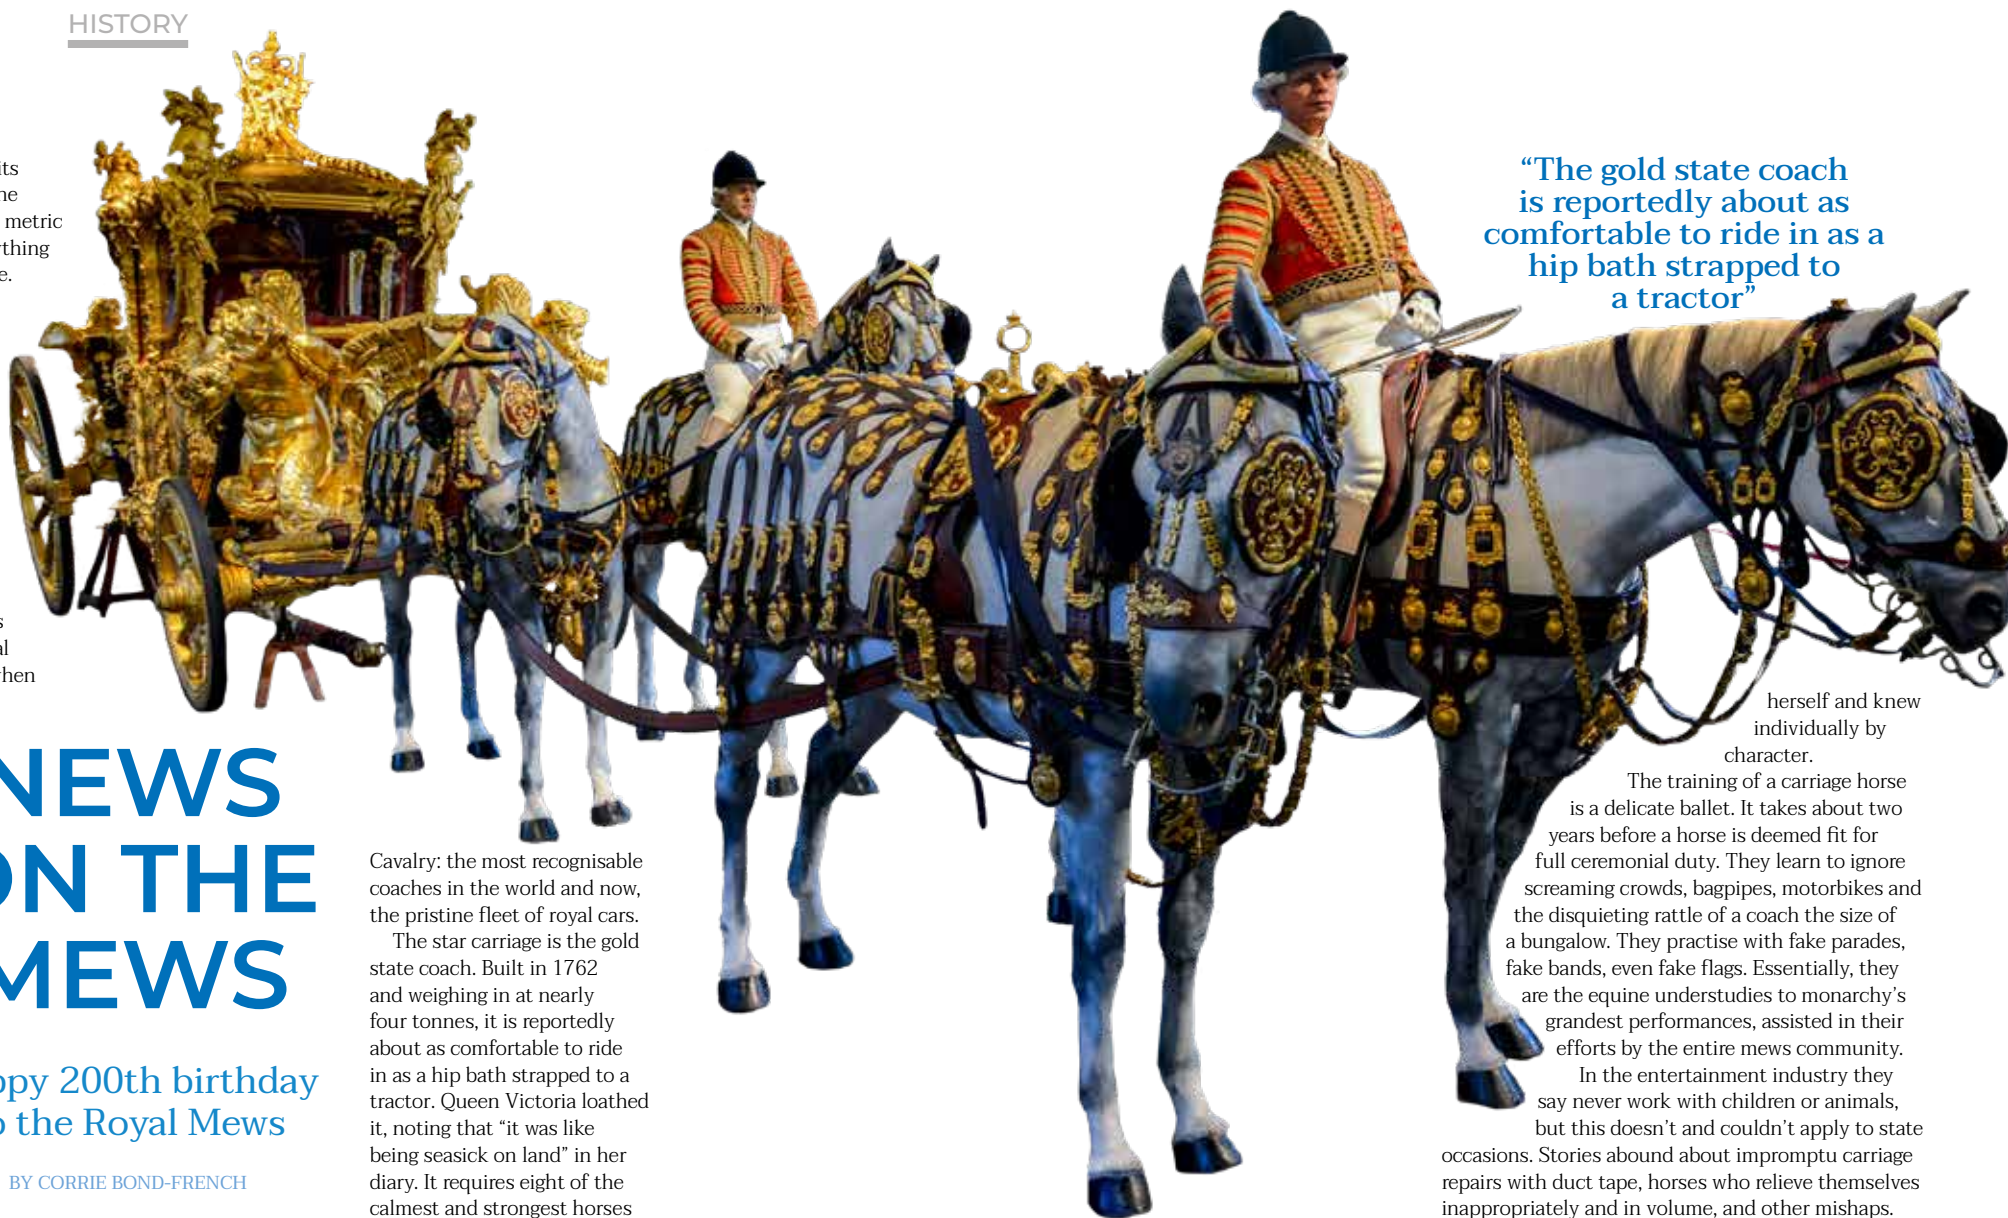 HISTORY
its
metric
e.
"The gold state coach
is reportedly about as
comfortable to ride in as a
hip bath strapped to
a tractor"
NEWS
ON THE
MEWS
200th birthday
the Royal Mews
BY CORRIE BOND-FRENCH
Cavalry: the most recognisable
coaches in the world and now,
the pristine fleet of royal cars.
The star carriage is the gold
state coach. Built in 1762
and weighing in at nearly
four tonnes, it is reportedly
about as comfortable to ride
in as a hip bath strapped to a
tractor. Queen Victoria loathed
it, noting that “it was like
being seasick on land” in her
diary. It requires eight of the
calmest and strongest horses
herself and knew
individually by
character.
The training of a carriage horse
is a delicate ballet. It takes about two
years before a horse is deemed fit for
full ceremonial duty. They learn to ignore
screaming crowds, bagpipes, motorbikes and
the disquieting rattle of a coach the size of
a bungalow. They practise with fake parades,
fake bands, even fake flags. Essentially, they
are the equine understudies to monarchy’s
grandest performances, assisted in their
efforts by the entire mews community.
In the entertainment industry they
say never work with children or animals,
but this doesn’t and couldn’t apply to state
occasions. Stories abound about impromptu carriage
repairs with duct tape, horses who relieve themselves
inappropriately and in volume, and other mishaps.